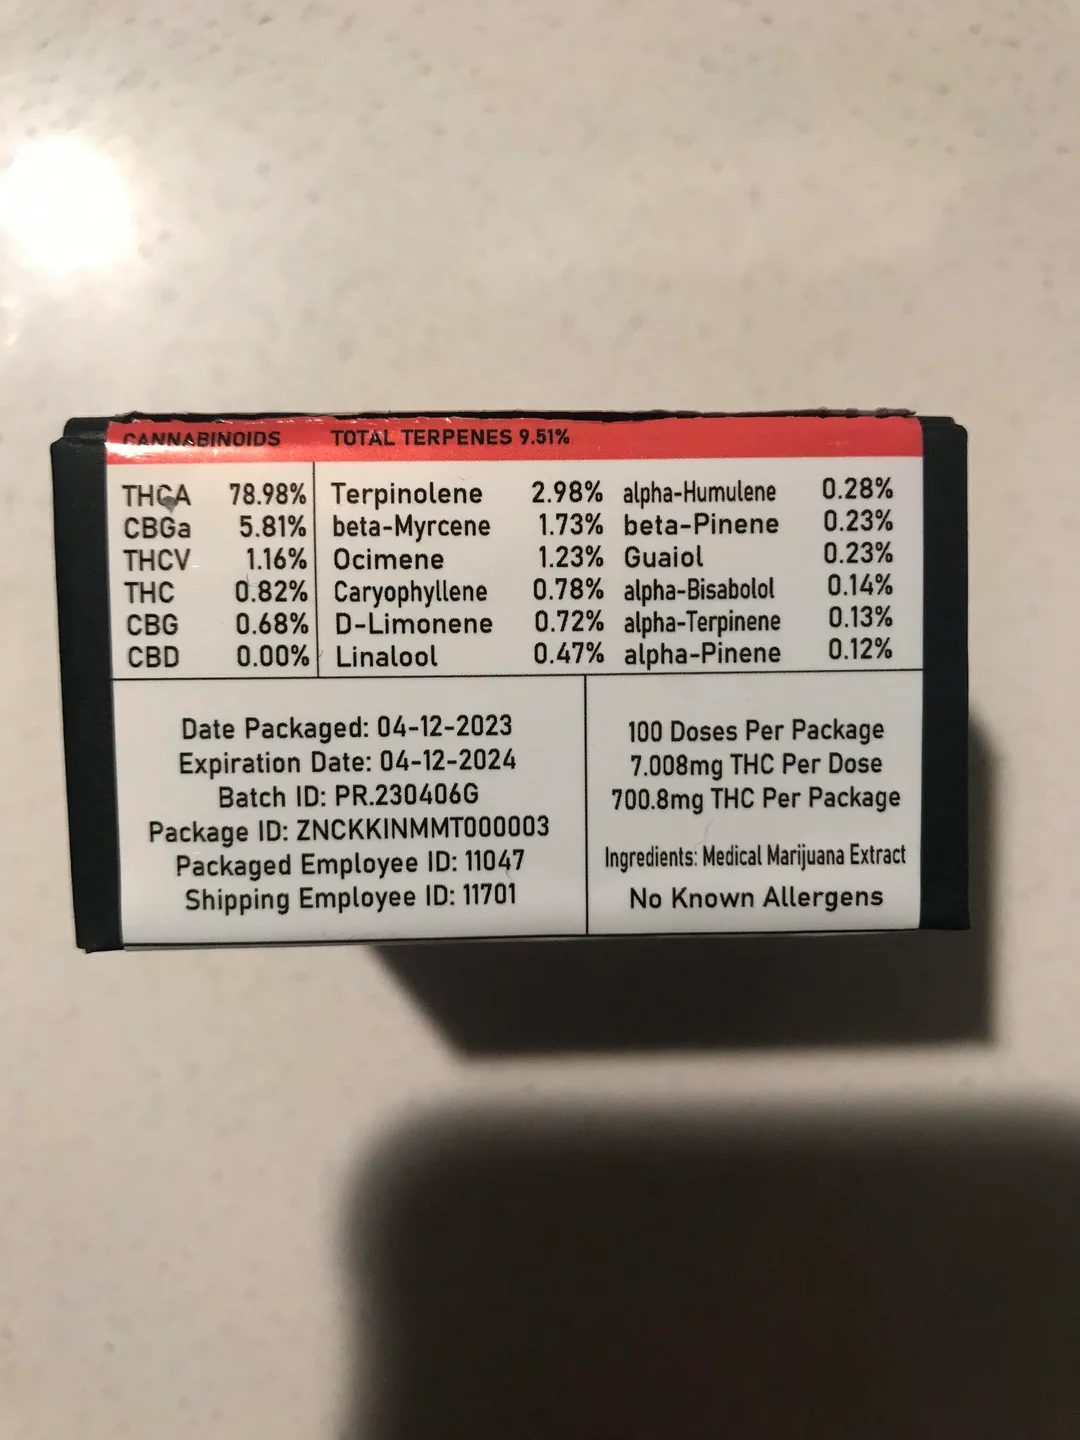 CANNABINOIDS TOTAL TERPENES 9.51%
THCA 78.98% Terpinolene 2.98% alpha-Humulene 0.28%
CBGa 5.81% beta-Myrcene 1.73% beta-Pinene 0.23%
THCV 1.16% Ocimene 1.23% Guaiol 0.23%
THC 0.82% Caryophyllene 0.78% alpha-Bisabolol 0.14%
CBG 0.68% D-Limonene 0.72% alpha-Terpinene 0.13%
CBD 0.00% Linalool 0.47% alpha-Pinene 0.12%
Date Packaged: 04-12-2023
Expiration Date: 04-12-2024
Batch ID: PR.230406G
Package ID: ZNCKKINMMT000003
Packaged Employee ID: 11047
Shipping Employee ID: 11701
100 Doses Per Package
7.008mg THC Per Dose
700.8mg THC Per Package
Ingredients: Medical Marijuana Extract
No Known Allergens